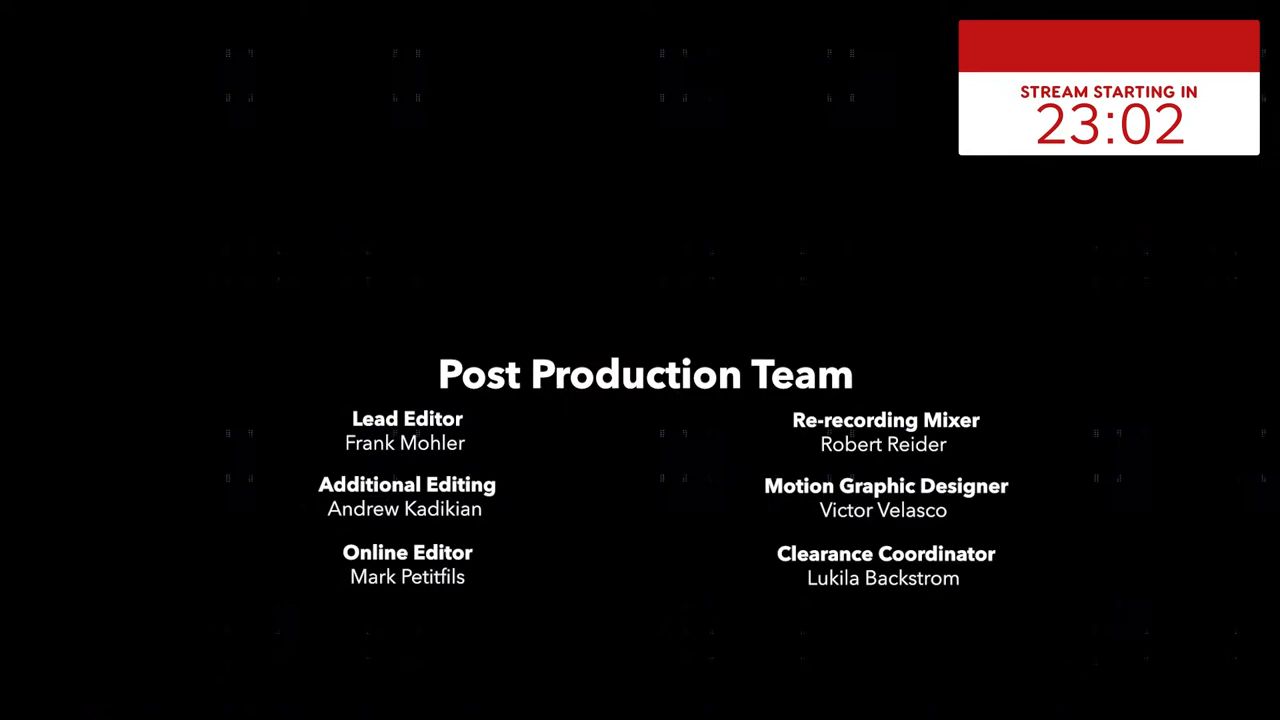 STREAM STARTING IN
23:02
Post Production Team
Lead Editor
Frank Mohler
Additional Editing
Andrew Kadikian
Online Editor
Mark Petitfils
Re-recording Mixer
Robert Reider
Motion Graphic Designer
Victor Velasco
Clearance Coordinator
Lukila Backstrom